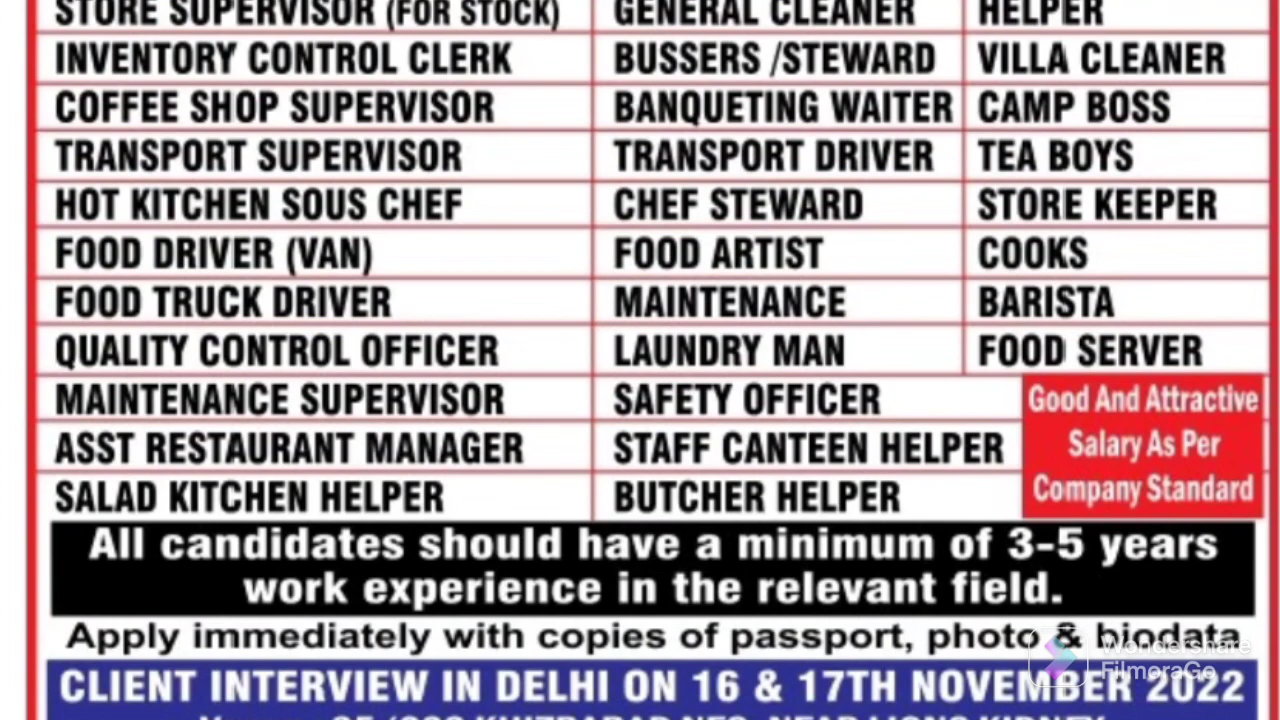 STORE SUPERVISOR (FOR STOCK) GENERAL CLEANER HELPER
INVENTORY CONTROL CLERK BUSSERS /STEWARD VILLA CLEANER
COFFEE SHOP SUPERVISOR BANQUETING WAITER CAMP BOSS
TRANSPORT SUPERVISOR TRANSPORT DRIVER TEA BOYS
HOT KITCHEN SOUS CHEF CHEF STEWARD STORE KEEPER
FOOD DRIVER (VAN) FOOD ARTIST COOKS
FOOD TRUCK DRIVER MAINTENANCE BARISTA
QUALITY CONTROL OFFICER LAUNDRY MAN FOOD SERVER
MAINTENANCE SUPERVISOR SAFETY OFFICER Good And Attractive
ASST RESTAURANT MANAGER STAFF CANTEEN HELPER Salary As Per
SALAD KITCHEN HELPER BUTCHER HELPER Company Standard
All candidates should have a minimum of 3-5 years
work experience in the relevant field.
Apply immediately with copies of passport, photo & biodata
Wondershare
FilmoraGo
CLIENT INTERVIEW IN DELHI ON 16 & 17TH NOVEMBER 2022